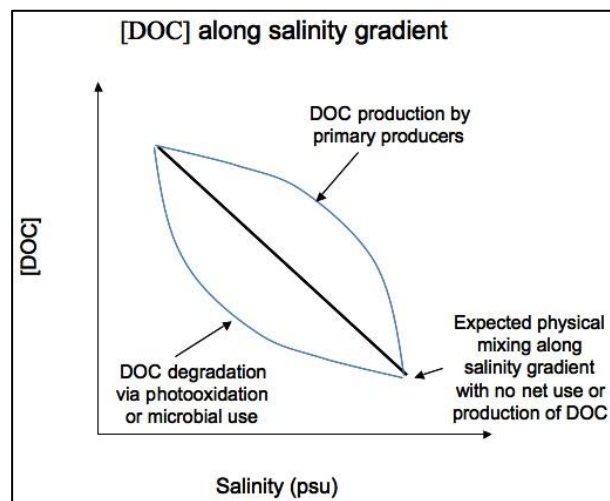 [DOC] along salinity gradient
DOC production by
primary producers
[DOC]
Expected physical
mixing along
salinity gradient
with no net use or
production of DOC
DOC degradation
via photooxidation
or microbial use
Salinity (psu)